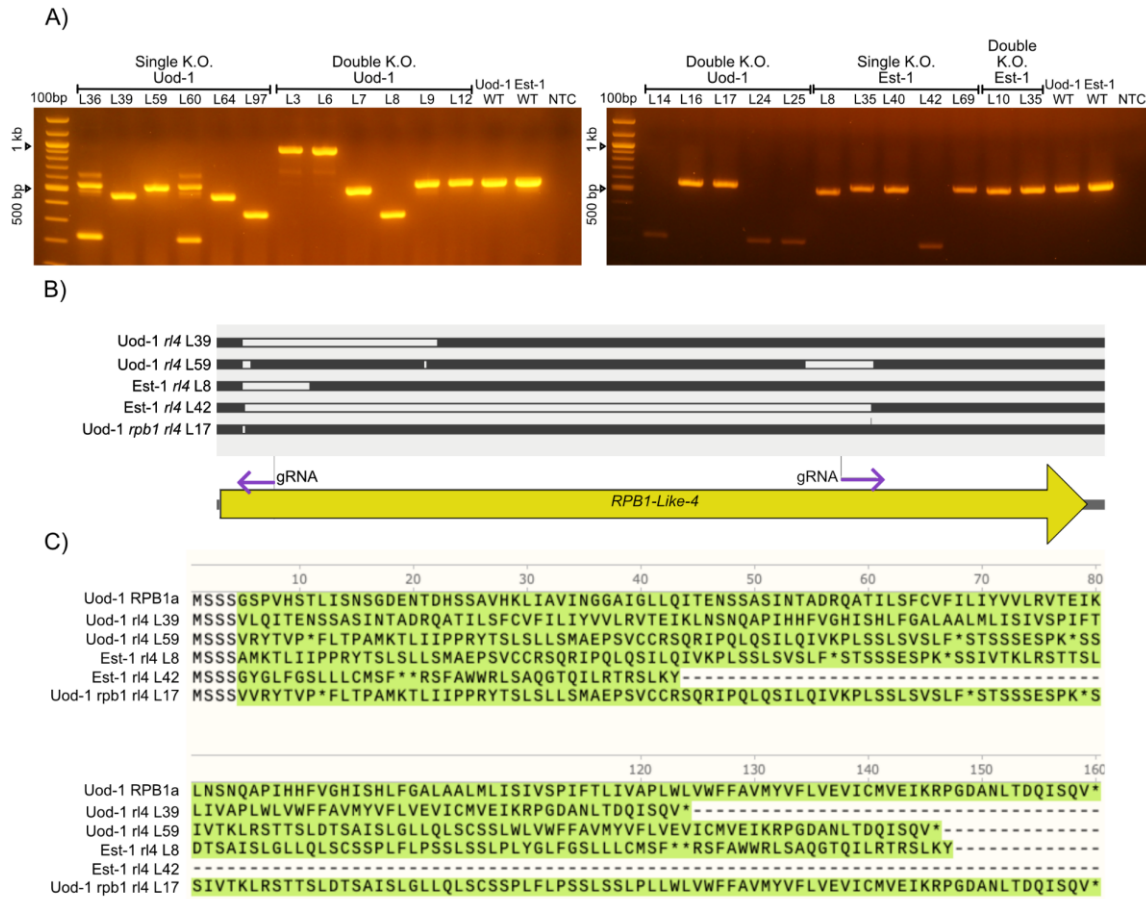 A)
Single K.O.
Uod-1
Double K.O.
Uod-1
Uod-1 Est-1
100bp L36 L39 L59 L60 L64 L97 L3 L6 L7 L8 L9 L12 WT WT NTC
1 kb
500 bp
Double K.O.
Uod-1
Single K.O.
Est-1
Double
K.O.
Est-1
Uod-1 Est-1
100bp L14 L16 L17 L24 L25 L8 L35 L40 L42 L69 L10 L35 WT WT NTC
1 kb
500 bp
B)
Uod-1 rl4 L39
Uod-1 rl4 L59
Est-1 rl4 L8
Est-1 rl4 L42
Uod-1 rpb1 rl4 L17
gRNA
gRNA
RPB1-Like-4
C)
10 20 30 40 50 60 70 80
Uod-1 RPB1a MSSSGSPVHSTLISNSGDENTDHSSAVHKLIAVINGGAIGLLQITENSSASINTADRQATILSFCVFILIYVVLRVTEIK
Uod-1 rl4 L39 MSSSVLQITENSSASINTADRQATILSFCVFILIYVVLRVTEIKLNSNQAPIHHFVGHISHLFGALAALMLISIVSPIFT
Uod-1 rl4 L59 MSSSVRYTVP*FLTPAMKTLIIPPRYTSLSLLSMAEPSVCCRSQRIPQLQSILQIVKPLSSLSVSLF*STSSSESPK*SS
Est-1 rl4 L8 MSSSAMKTLIIPPRYTSLSLLSMAEPSVCCRSQRIPQLQSILQIVKPLSSLSVSLF*STSSSESPK*SSIVTKLRSTTSL
Est-1 rl4 L42 MSSSGYGLFGSLLLCMSF**RSFAWWRLSAQGTQILRTRSLKY-------------------------------------
Uod-1 rpb1 rl4 L17 MSSSVVRYTVP*FLTPAMKTLIIPPRYTSLSLLSMAEPSVCCRSQRIPQLQSILQIVKPLSSLSVSLF*STSSSESPK*S
120 130 140 150 160
Uod-1 RPB1a LNSNQAPIHHFVGHISHLFGALAALMLISIVSPIFTLIVAPLWLVWFFAVMYVFLVEVICMVEIKRPGDANLTDQISQV*
Uod-1 rl4 L39 LIVAPLWLVWFFAVMYVFLVEVICMVEIKRPGDANLTDQISQV*------------------------------------
Uod-1 rl4 L59 IVTKLRSTTSLDTSAISLGLLQLSCSSLWLVWFFAVMYVFLVEVICMVEIKRPGDANLTDQISQV*--------------
Est-1 rl4 L8 DTSAISLGLLQLSCSSPLFLPSSLSSLPLYGLFGSLLLCMSF**RSFAWWRLSAQGTQILRTRSLKY-------------
Est-1 rl4 L42 --------------------------------------------------------------------------------
Uod-1 rpb1 rl4 L17 SIVTKLRSTTSLDTSAISLGLLQLSCSSPLFLPSSLSSLPLLWLVWFFAVMYVFLVEVICMVEIKRPGDANLTDQISQV*